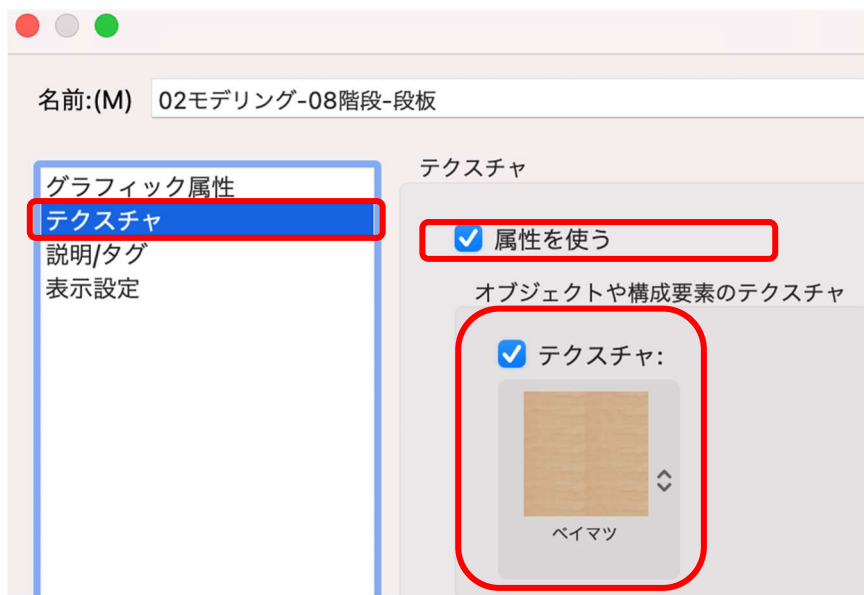 名前:(M) 02モデリング-08階段-段板
グラフィック属性
テクスチャ
説明/タグ
表示設定
テクスチャ
属性を使う
オブジェクトや構成要素のテクスチャ
テクスチャ:
ベイマツ